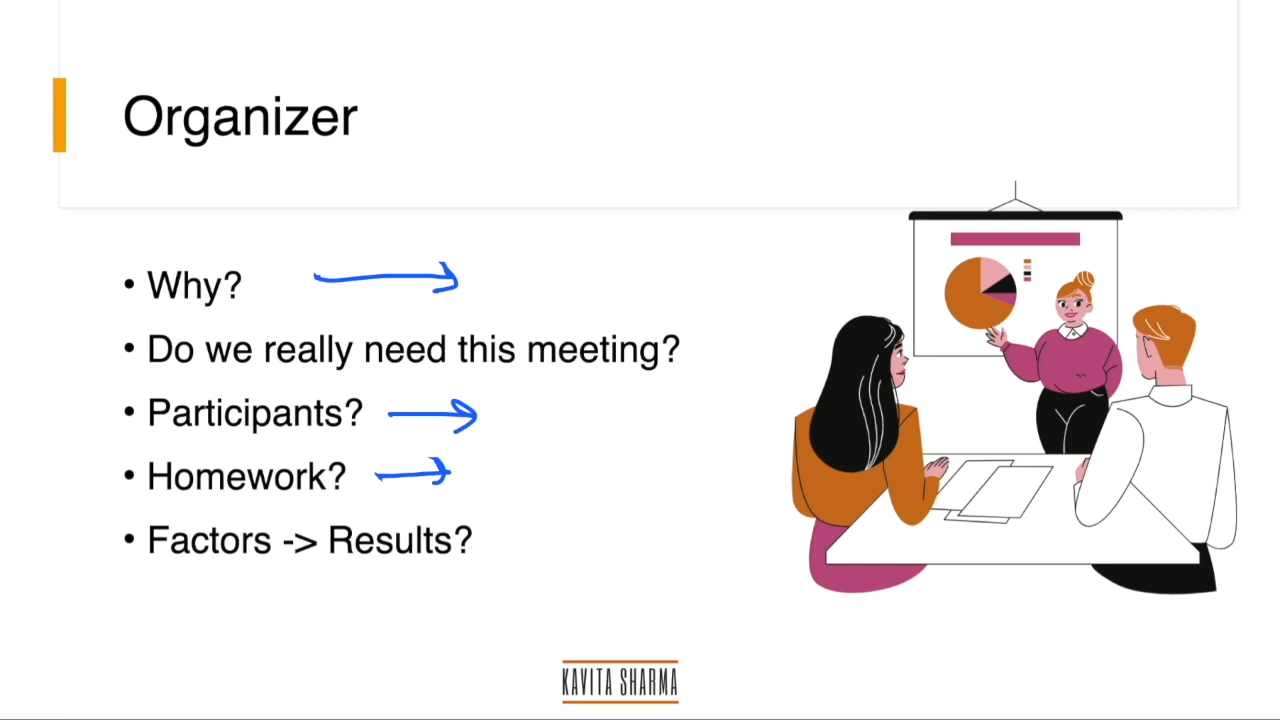 Organizer
• Why?
• Do we really need this meeting?
• Participants?
• Homework?
• Factors -> Results?
KAVITA SHARMA